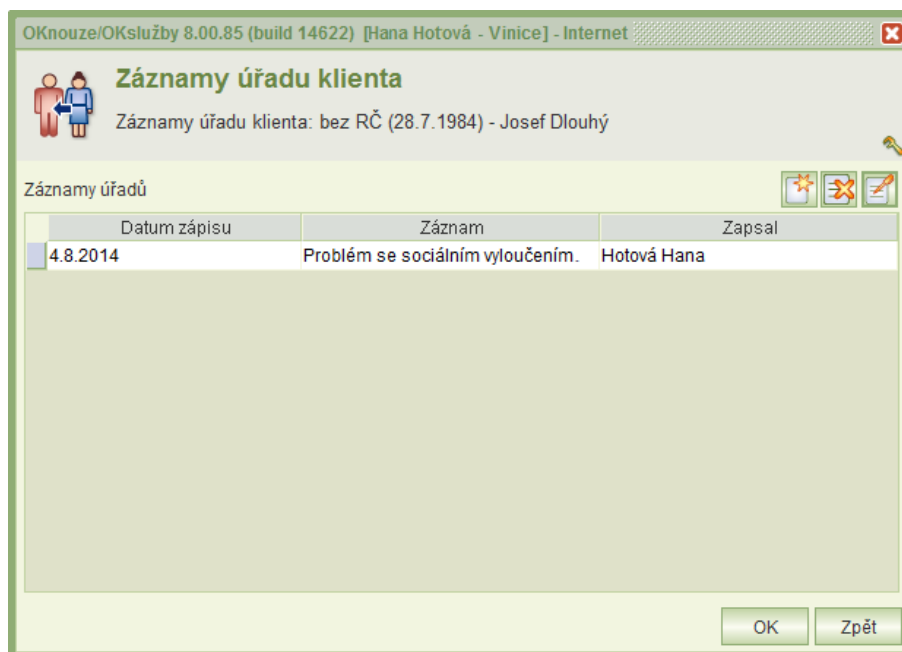 OKnouze/OKslužby 8.00.85 (build 14622) [Hana Hotová - Vinice] - Internet
Záznamy úřadu klienta
Záznamy úřadu klienta: bez RČ (28.7.1984) - Josef Dlouhý
Záznamy úřadů
Datum zápisu Záznam Zapsal
4.8.2014 Problém se sociálním vyloučením. Hotová Hana
OK Zpět